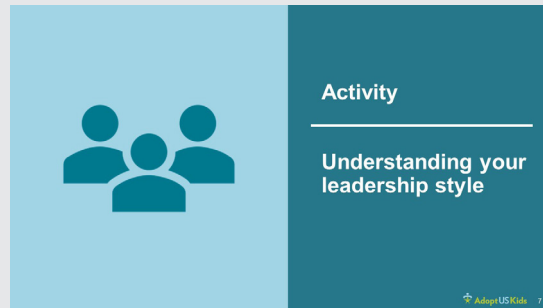 Activity
Understanding your
leadership style
AdoptUSKids 7